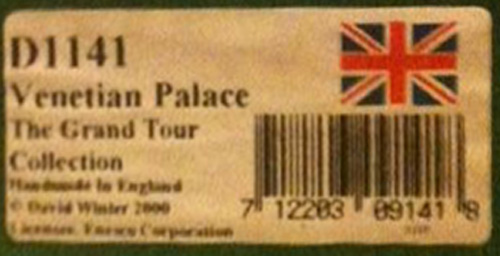 D1141
Venetian Palace
The Grand Tour
Collection
Handmade In England
© David Winter 2000
Licensor. Enesco Corporation
7 12203 09141 8